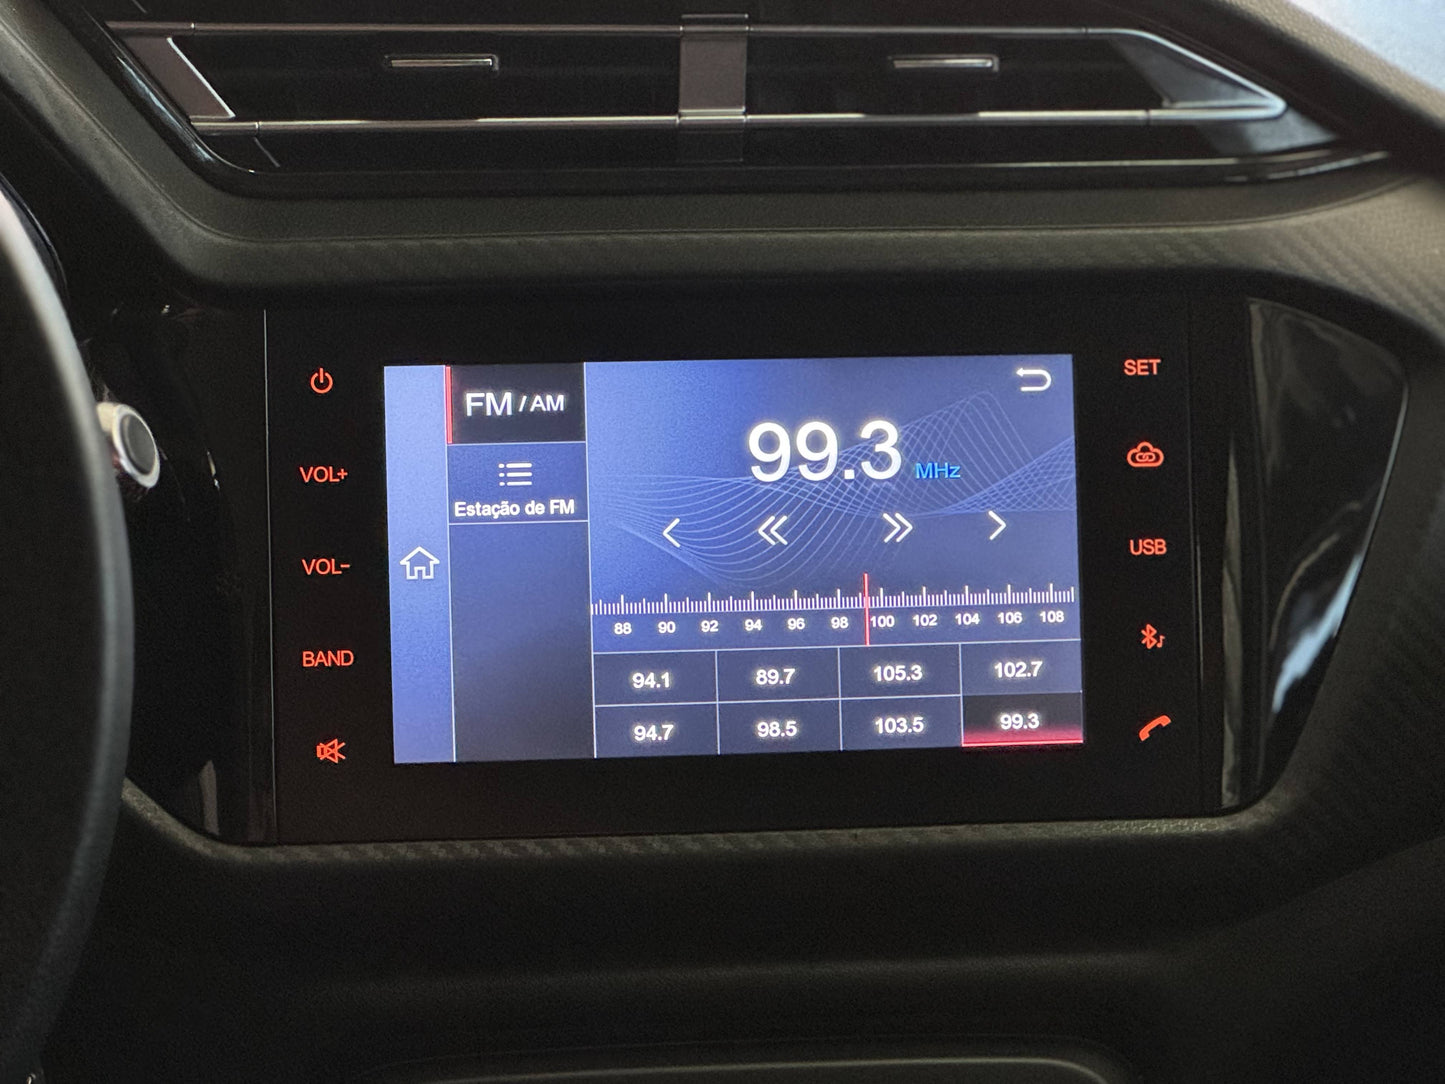 VOL+
VOL-
BAND
FM / AM
Estação de FM
99.3 MHz
88 90 92 94 96 98 100 102 104 106 108
94.1 89.7 105.3 102.7
94.7 98.5 103.5 99.3
SET
USB